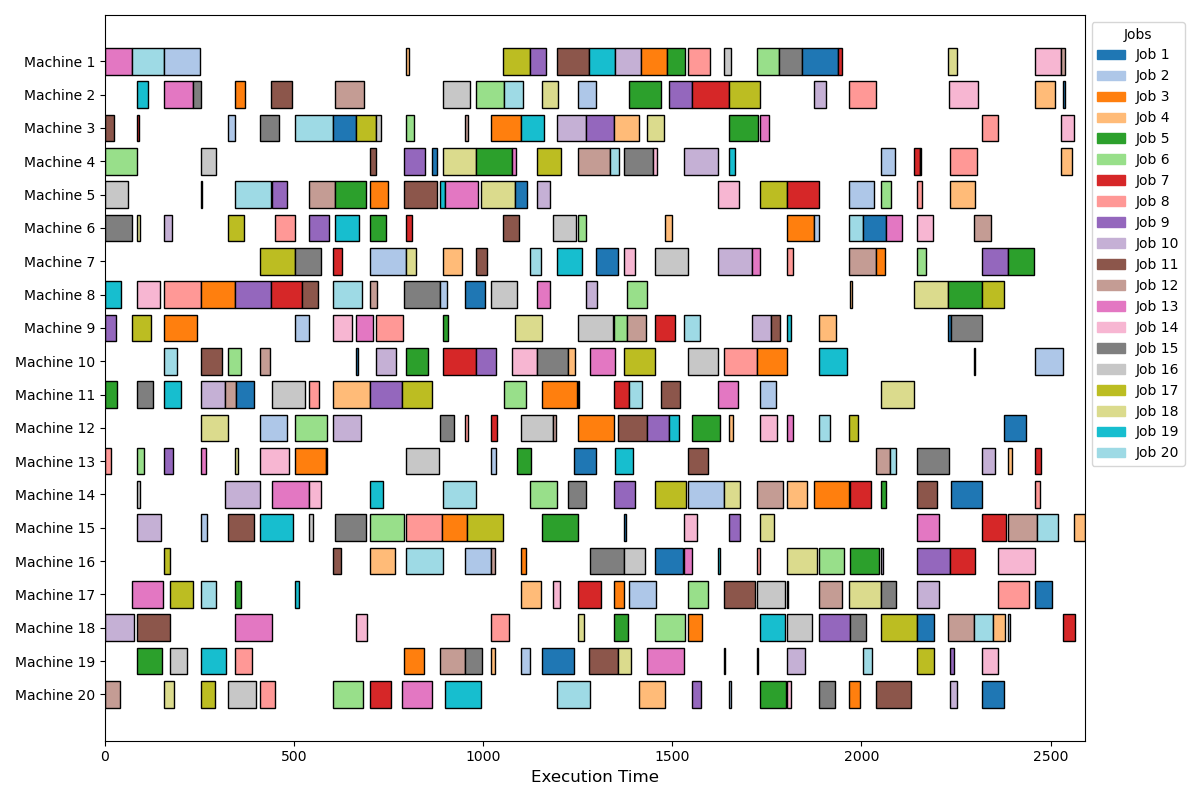 Machine 1
Machine 2
Machine 3
Machine 4
Machine 5
Machine 6
Machine 7
Machine 8
Machine 9
Machine 10
Machine 11
Machine 12
Machine 13
Machine 14
Machine 15
Machine 16
Machine 17
Machine 18
Machine 19
Machine 20
0 500 1000 1500 2000 2500
Execution Time
Jobs
Job 1
Job 2
Job 3
Job 4
Job 5
Job 6
Job 7
Job 8
Job 9
Job 10
Job 11
Job 12
Job 13
Job 14
Job 15
Job 16
Job 17
Job 18
Job 19
Job 20